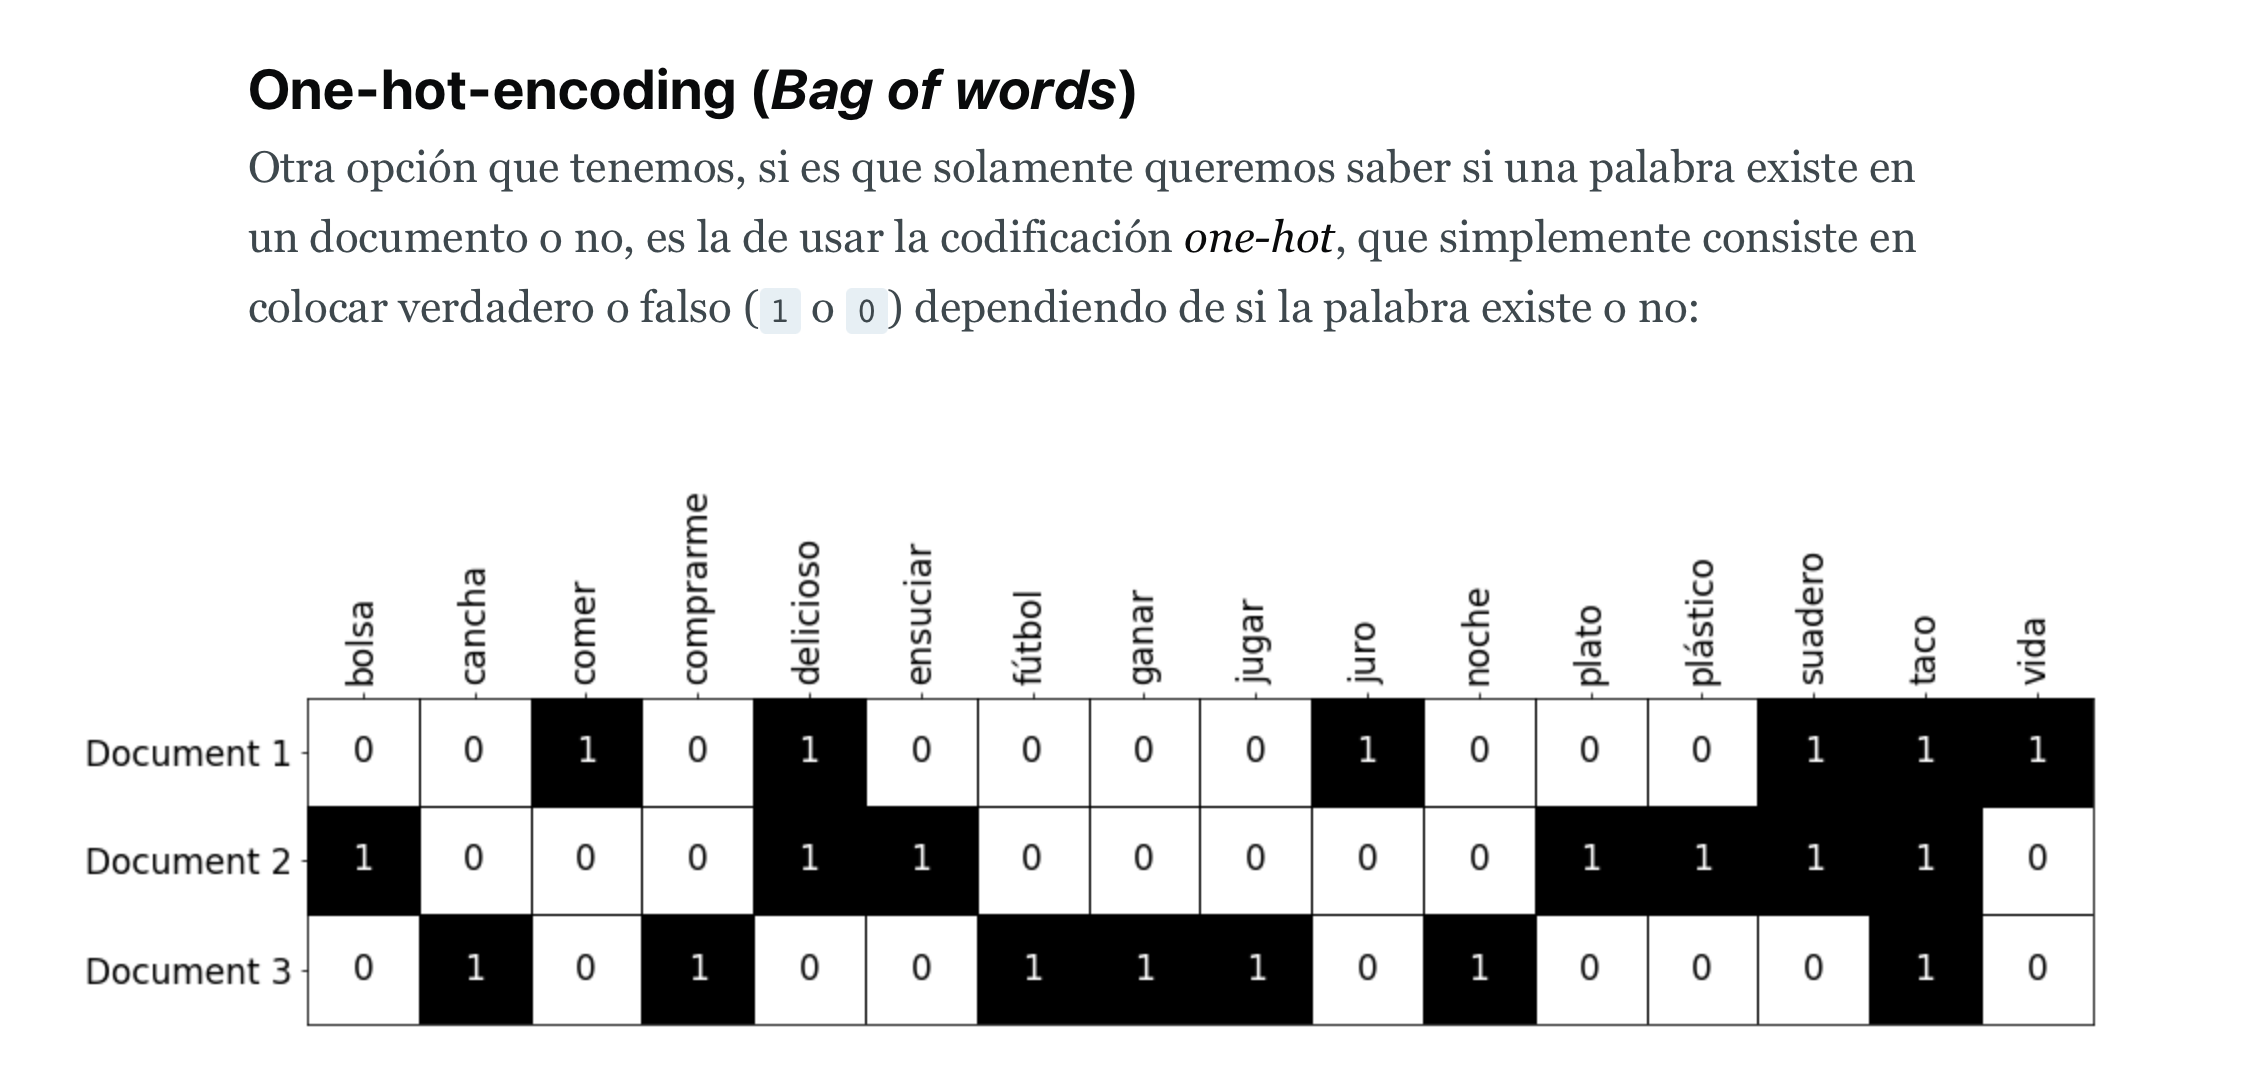 One-hot-encoding (Bag of words)
Otra opción que tenemos, si es que solamente queremos saber si una palabra existe en
un documento o no, es la de usar la codificación one-hot, que simplemente consiste en
colocar verdadero o falso (1 o 0) dependiendo de si la palabra existe o no:
bolsa cancha comer comprarme delicioso ensuciar fútbol ganar jugar juro noche plato plástico suadero taco vida
Document 1 0 0 1 0 1 0 0 0 0 1 0 0 0 1 1 1
Document 2 1 0 0 0 1 1 0 0 0 0 0 1 1 1 1 0
Document 3 0 1 0 1 0 0 1 1 1 0 1 0 0 0 1 0